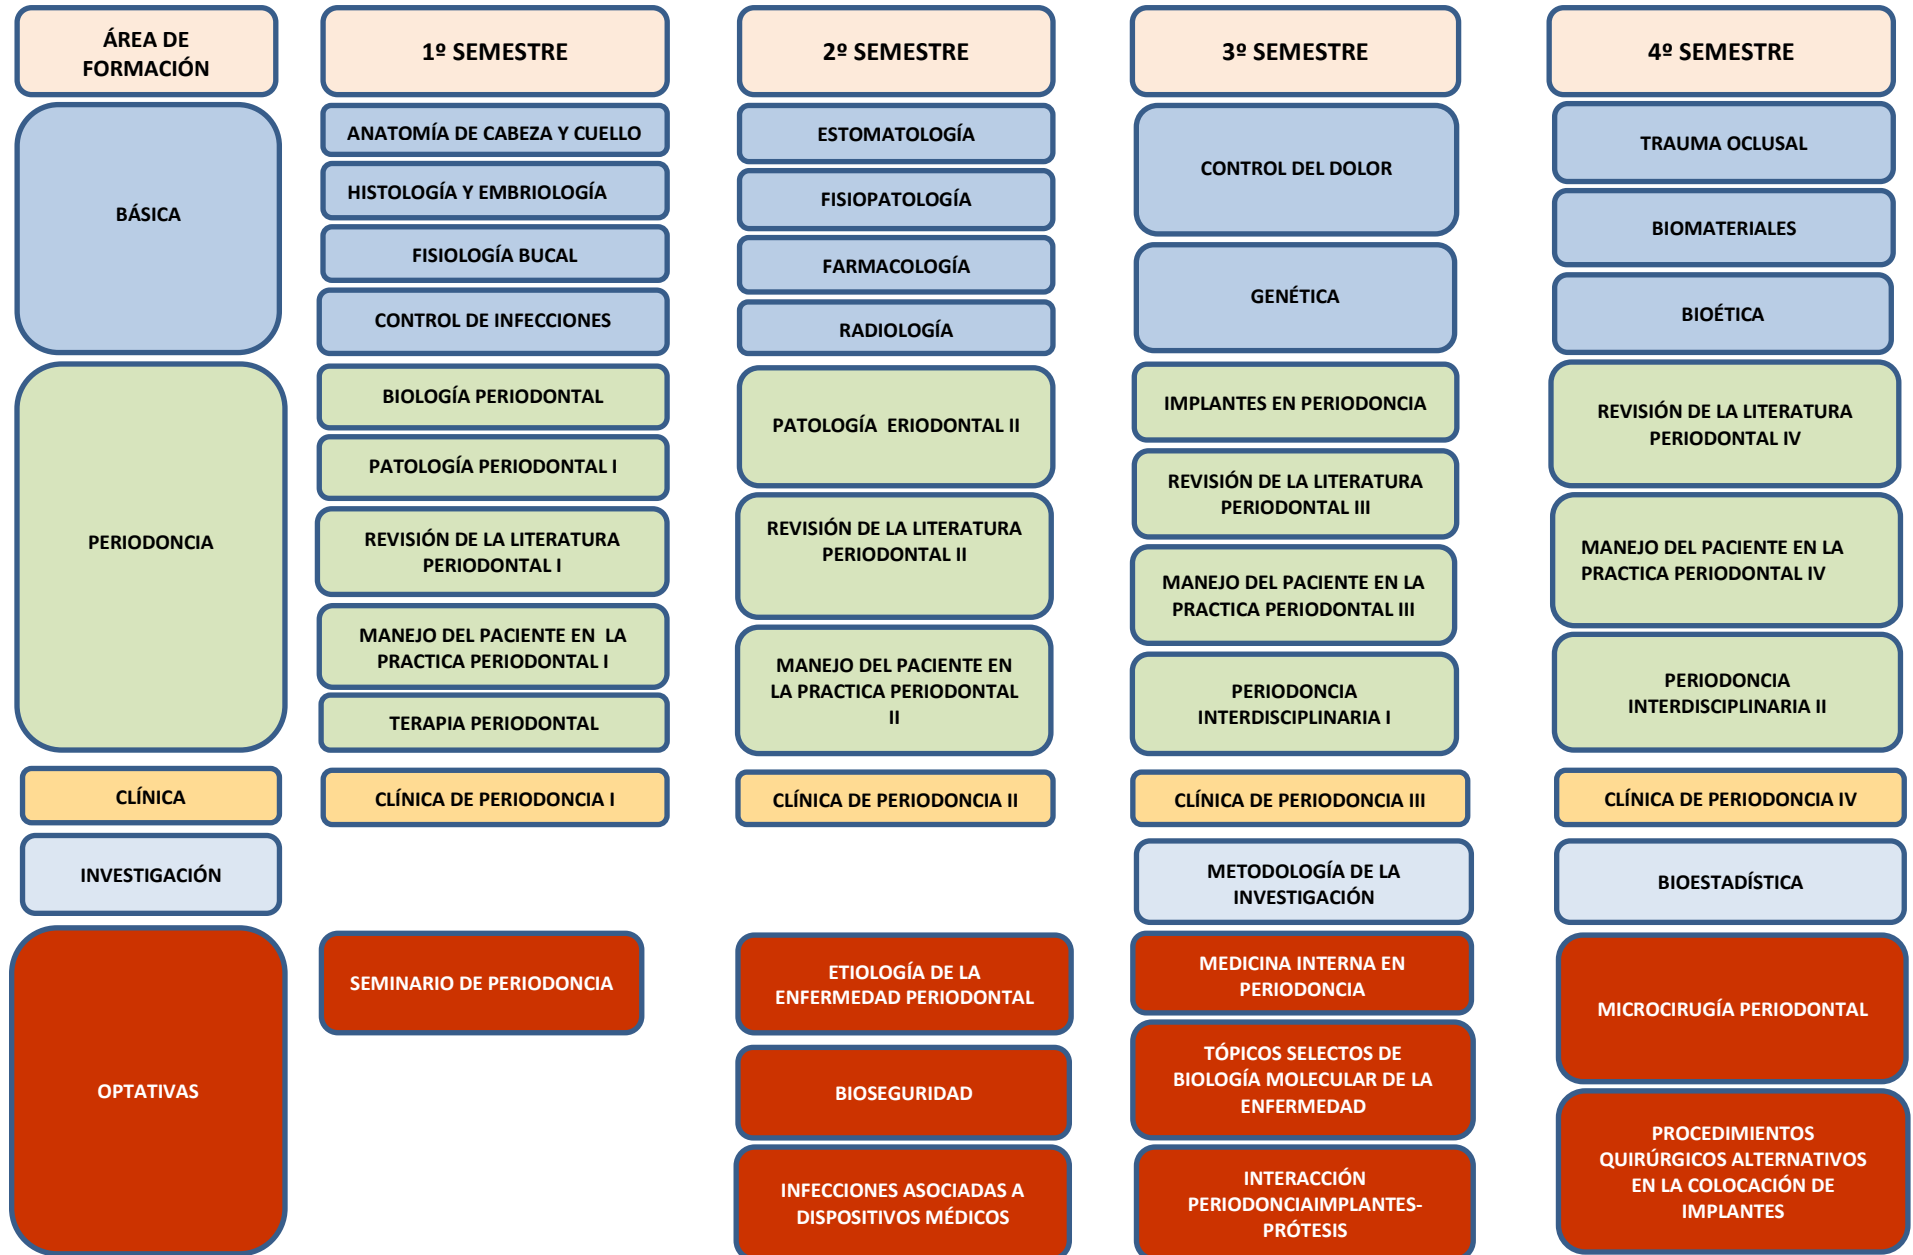 ÁREA DE
FORMACIÓN
1º SEMESTRE
2º SEMESTRE
3º SEMESTRE
4º SEMESTRE
BÁSICA
ANATOMÍA DE CABEZA Y CUELLO
HISTOLOGÍA Y EMBRIOLOGÍA
FISIOLOGÍA BUCAL
CONTROL DE INFECCIONES
ESTOMATOLOGÍA
FISIOPATOLOGÍA
FARMACOLOGÍA
RADIOLOGÍA
CONTROL DEL DOLOR
GENÉTICA
TRAUMA OCLUSAL
BIOMATERIALES
BIOÉTICA
PERIODONCIA
BIOLOGÍA PERIODONTAL
PATOLOGÍA PERIODONTAL I
REVISIÓN DE LA LITERATURA
PERIODONTAL I
MANEJO DEL PACIENTE EN LA
PRACTICA PERIODONTAL I
TERAPIA PERIODONTAL
PATOLOGÍA ERIODONTAL II
REVISIÓN DE LA LITERATURA
PERIODONTAL II
MANEJO DEL PACIENTE EN
LA PRACTICA PERIODONTAL
II
IMPLANTES EN PERIODONCIA
REVISIÓN DE LA LITERATURA
PERIODONTAL III
MANEJO DEL PACIENTE EN LA
PRACTICA PERIODONTAL III
PERIODONCIA
INTERDISCIPLINARIA I
REVISIÓN DE LA LITERATURA
PERIODONTAL IV
MANEJO DEL PACIENTE EN LA
PRACTICA PERIODONTAL IV
PERIODONCIA
INTERDISCIPLINARIA II
CLÍNICA
CLÍNICA DE PERIODONCIA I
CLÍNICA DE PERIODONCIA II
CLÍNICA DE PERIODONCIA III
CLÍNICA DE PERIODONCIA IV
INVESTIGACIÓN
METODOLOGÍA DE LA
INVESTIGACIÓN
BIOESTADÍSTICA
OPTATIVAS
SEMINARIO DE PERIODONCIA
ETIOLOGÍA DE LA
ENFERMEDAD PERIODONTAL
BIOSEGURIDAD
INFECCIONES ASOCIADAS A
DISPOSITIVOS MÉDICOS
MEDICINA INTERNA EN
PERIODONCIA
TÓPICOS SELECTOS DE
BIOLOGÍA MOLECULAR DE LA
ENFERMEDAD
INTERACCIÓN
PERIODONCIAIMPLANTES-
PRÓTESIS
MICROCIRUGÍA PERIODONTAL
PROCEDIMIENTOS
QUIRÚRGICOS ALTERNATIVOS
EN LA COLOCACIÓN DE
IMPLANTES